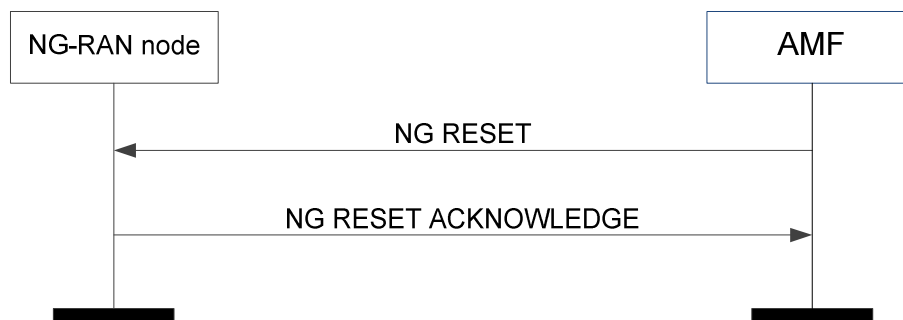 NG-RAN node
AMF
NG RESET
NG RESET ACKNOWLEDGE